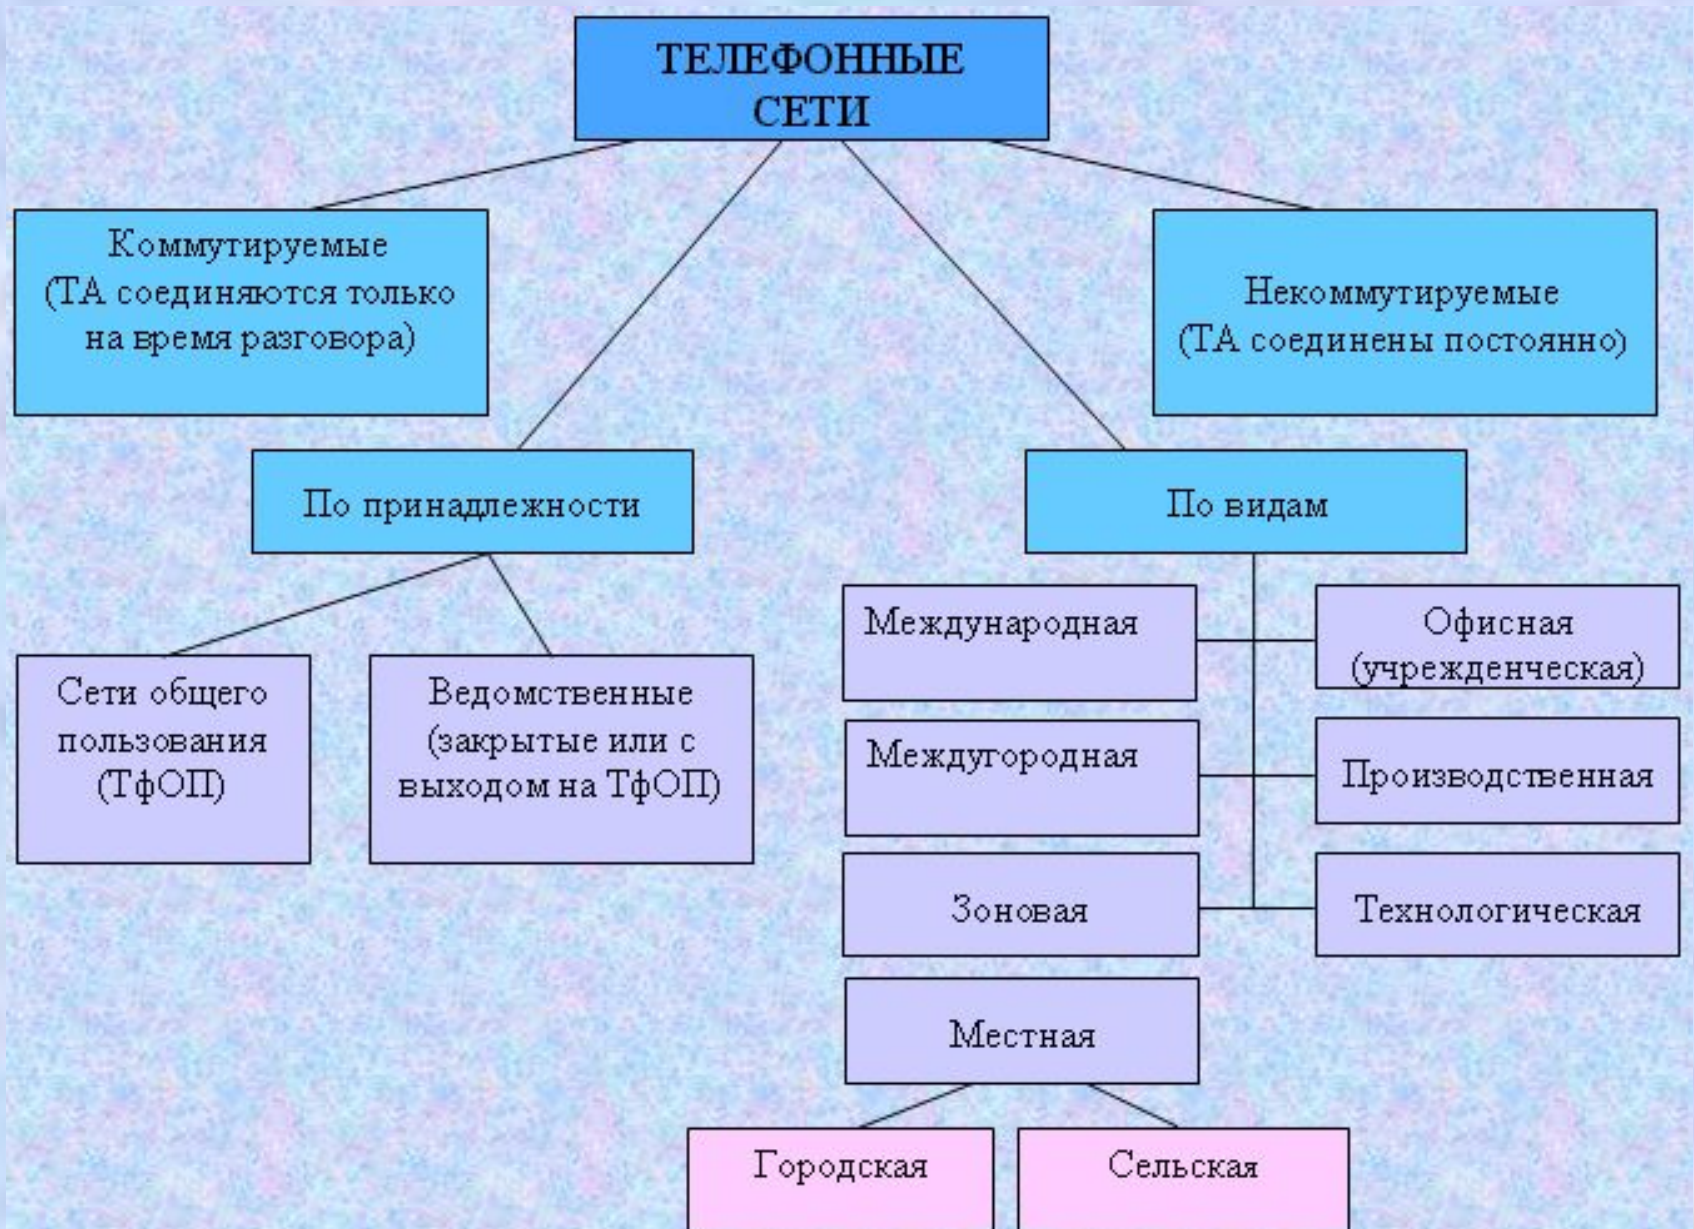 ТЕЛЕФОННЫЕ
СЕТИ
Коммутируемые
(ТА соединяются только
на время разговора)
Некоммутируемые
(ТА соединены постоянно)
По принадлежности
По видам
Сети общего
пользования
(ТфОП)
Ведомственные
(закрытые или с
выходом на ТфОП)
Международная
Офисная
(учрежденческая)
Междугородная
Производственная
Зоновая
Технологическая
Местная
Городская
Сельская